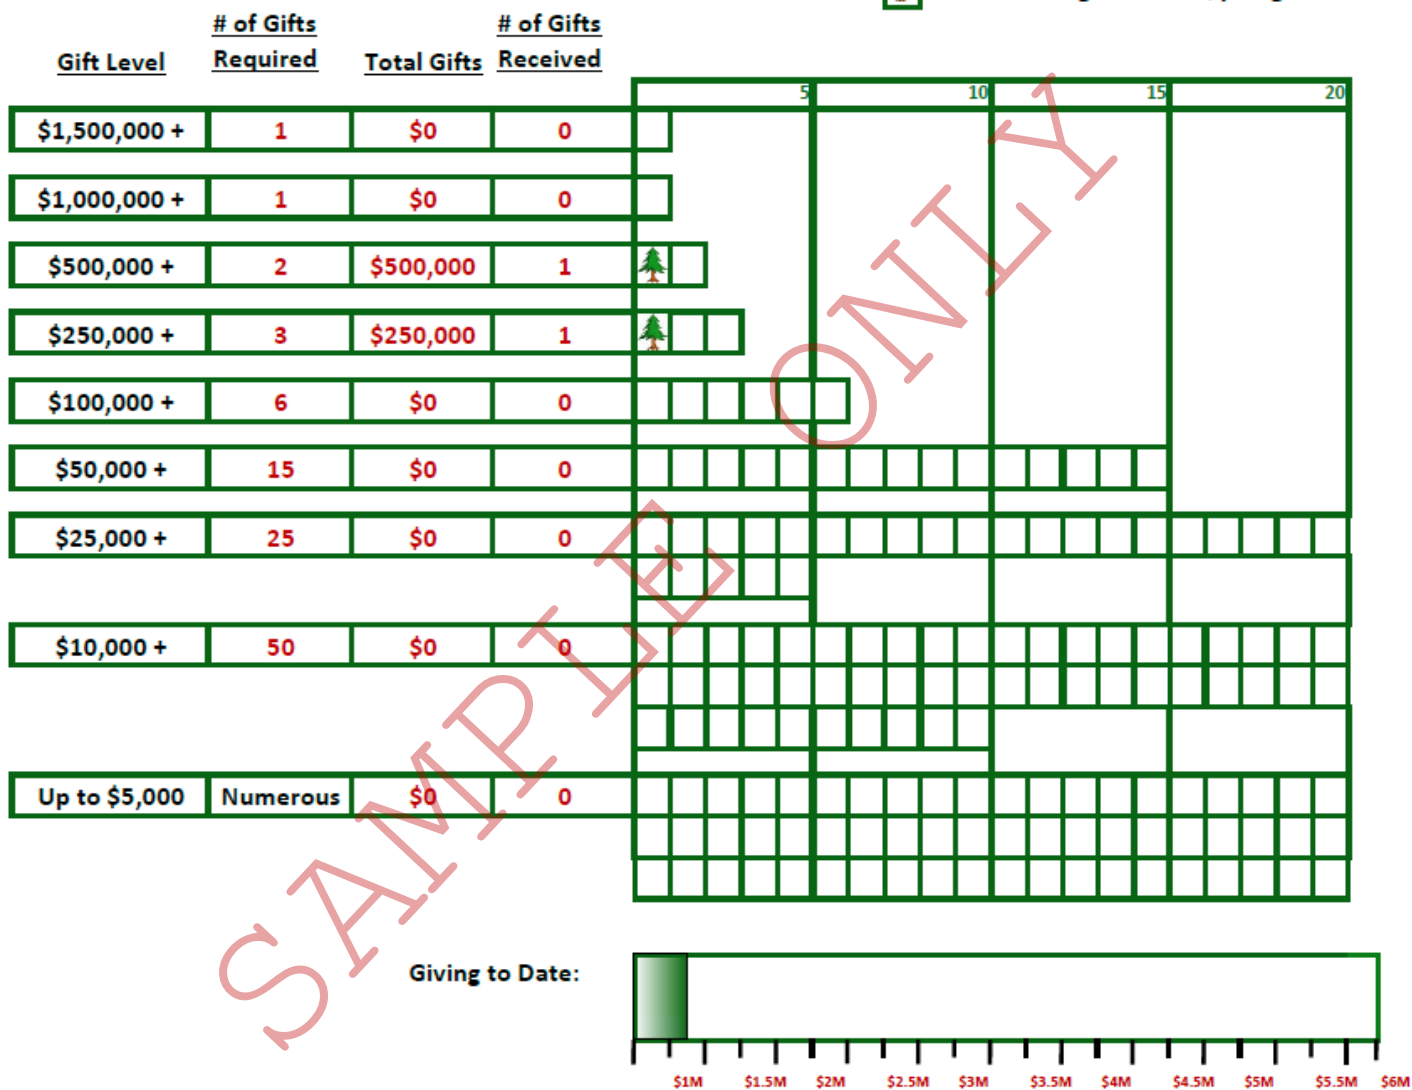 # of Gifts # of Gifts
Gift Level Required Total Gifts Received
5 10 15 20
$1,500,000 + 1 $0 0
$1,000,000 + 1 $0 0
$500,000 + 2 $500,000 1
$250,000 + 3 $250,000 1
$100,000 + 6 $0 0
$50,000 + 15 $0 0
$25,000 + 25 $0 0
$10,000 + 50 $0 0
Up to $5,000 Numerous $0 0
SAMPLE ONLY
Giving to Date:
$1M $1.5M $2M $2.5M $3M $3.5M $4M $4.5M $5M $5.5M $6M